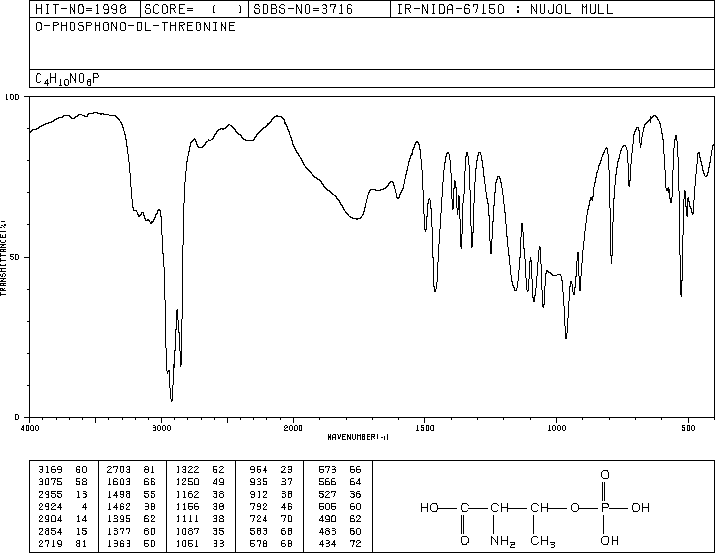 HIT-NO=1998 SCORE= ( ) SDBS-NO=3716 IR-NIDA-67150 : NUJOL MULL
O-PHOSPHONO-DL-THREONINE
C4H10NO6P
100
50
0
TRANSMITTANCE(%)
4000 3000 2000 1500 1000 500
WAVENUMBER(-1)
3169 60 2703 81 1322 52 964 23 573 66
3075 58 1603 66 1250 49 935 37 566 64
2955 13 1498 55 1162 38 912 38 527 36
2924 4 1462 38 1156 38 792 46 505 60
2904 14 1395 62 1111 38 724 70 490 62
2854 15 1377 60 1087 35 583 68 483 60
2719 81 1363 50 1051 33 578 68 434 72
O
HO C CH CH O P OH
O NH2 CH3 OH